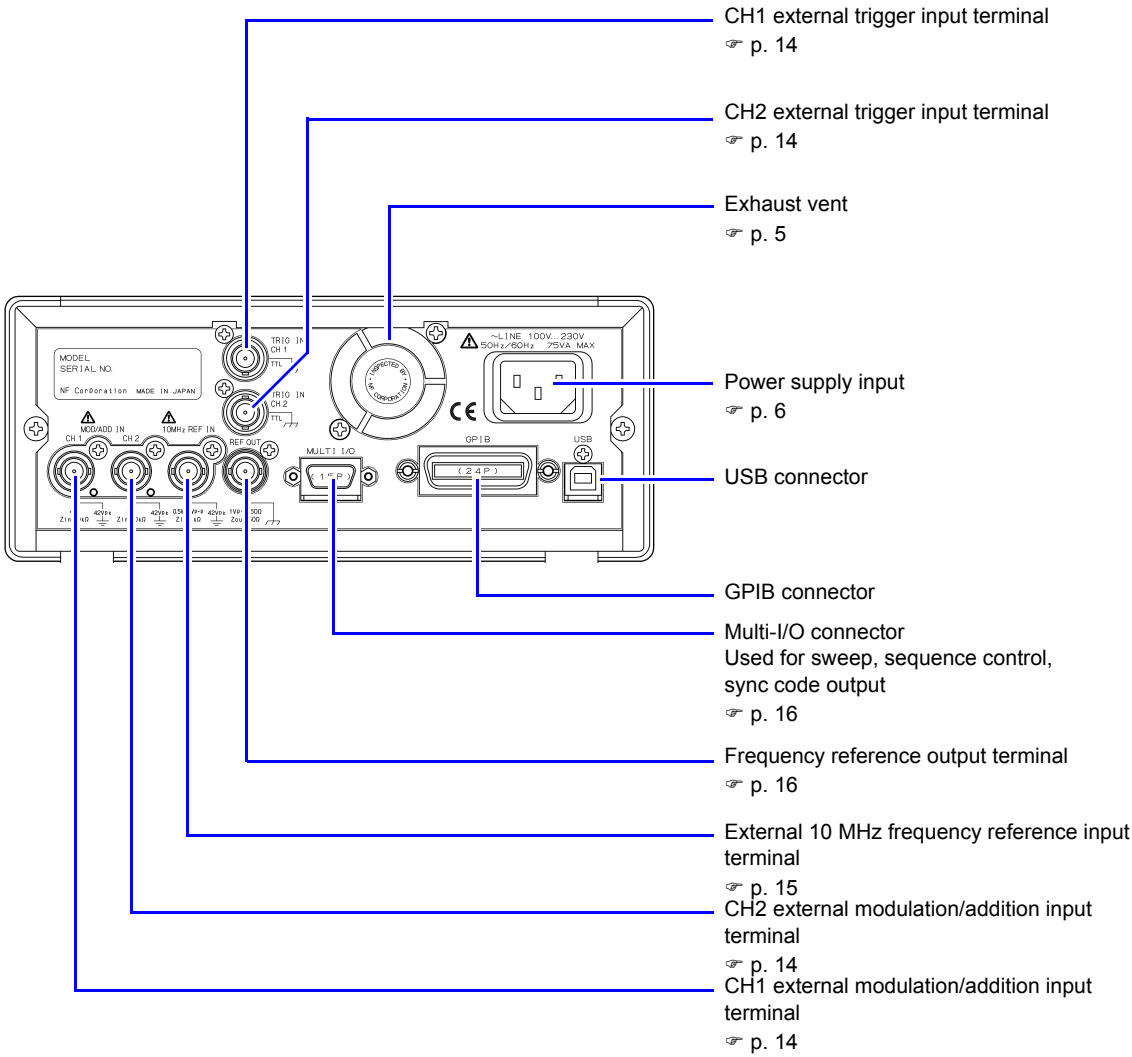 CH1 external trigger input terminal
☞ p. 14
CH2 external trigger input terminal
☞ p. 14
Exhaust vent
☞ p. 5
Power supply input
☞ p. 6
USB connector
GPIB connector
Multi-I/O connector
Used for sweep, sequence control,
sync code output
☞ p. 16
Frequency reference output terminal
☞ p. 16
External 10 MHz frequency reference input
terminal
☞ p. 15
CH2 external modulation/addition input
terminal
☞ p. 14
CH1 external modulation/addition input
terminal
☞ p. 14
MODEL
SERIAL NO.
NF Corporation MADE IN JAPAN
TRIG IN
CH 1
TTL
TRIG IN
CH 2
TTL
INSPECTED BY
NF CORPORATION
~LINE 100V...230V
50Hz/60Hz 75VA MAX
CE
MOD/ADD IN
CH 1
CH 2
10MHz REF IN
REF OUT
MULTI I/O
(15P)
GPIB
(24P)
USB
42Vpk
42Vpk
42Vpk